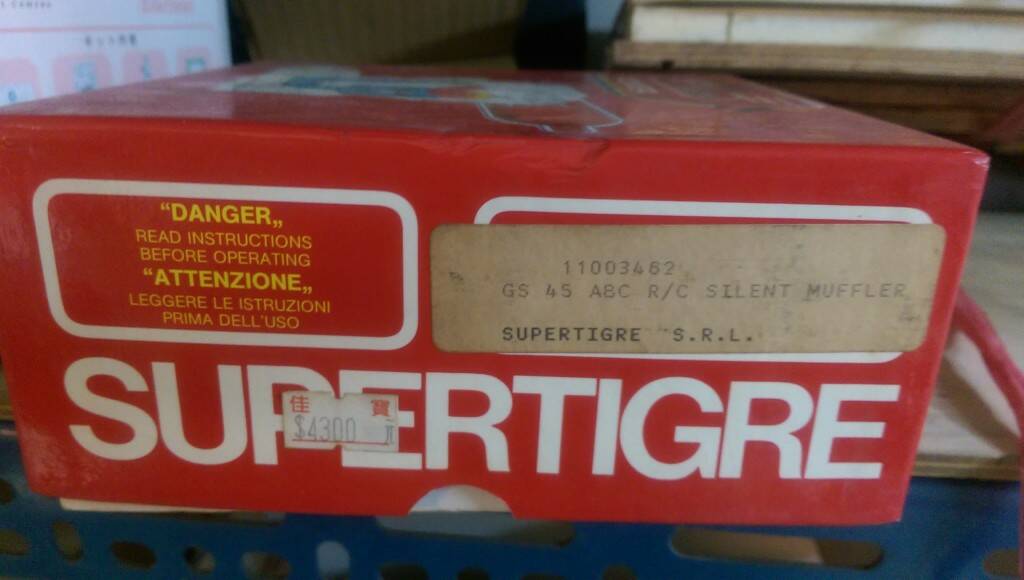 "DANGER„
READ INSTRUCTIONS
BEFORE OPERATING
"ATTENZIONE„
LEGGERE LE ISTRUZIONI
PRIMA DELL'USO
11003462
GS 45 ABC R/C SILENT MUFFLER
SUPERTIGRE S.R.L.
SUPERTIGRE
佳 寶
$4300 元